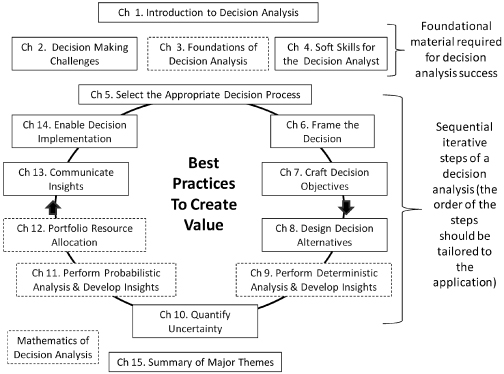 Ch 1. Introduction to Decision Analysis
Ch 2. Decision Making
Challenges
Ch 3. Foundations of
Decision Analysis
Ch 4. Soft Skills for
the Decision Analyst
Foundational
material required
for decision
analysis success
Ch 5. Select the Appropriate Decision Process
Ch 14. Enable Decision
Implementation
Ch 6. Frame the
Decision
Ch 13. Communicate
Insights
Best
Practices
To Create
Value
Ch 7. Craft Decision
Objectives
Ch 12. Portfolio Resource
Allocation
Ch 8. Design Decision
Alternatives
Ch 11. Perform Probabilistic
Analysis & Develop Insights
Ch 9. Perform Deterministic
Analysis & Develop Insights
Ch 10. Quantify
Uncertainty
Sequential
iterative
steps of a
decision
analysis (the
order of the
steps
should be
tailored to
the
application)
Mathematics of
Decision Analysis
Ch 15. Summary of Major Themes